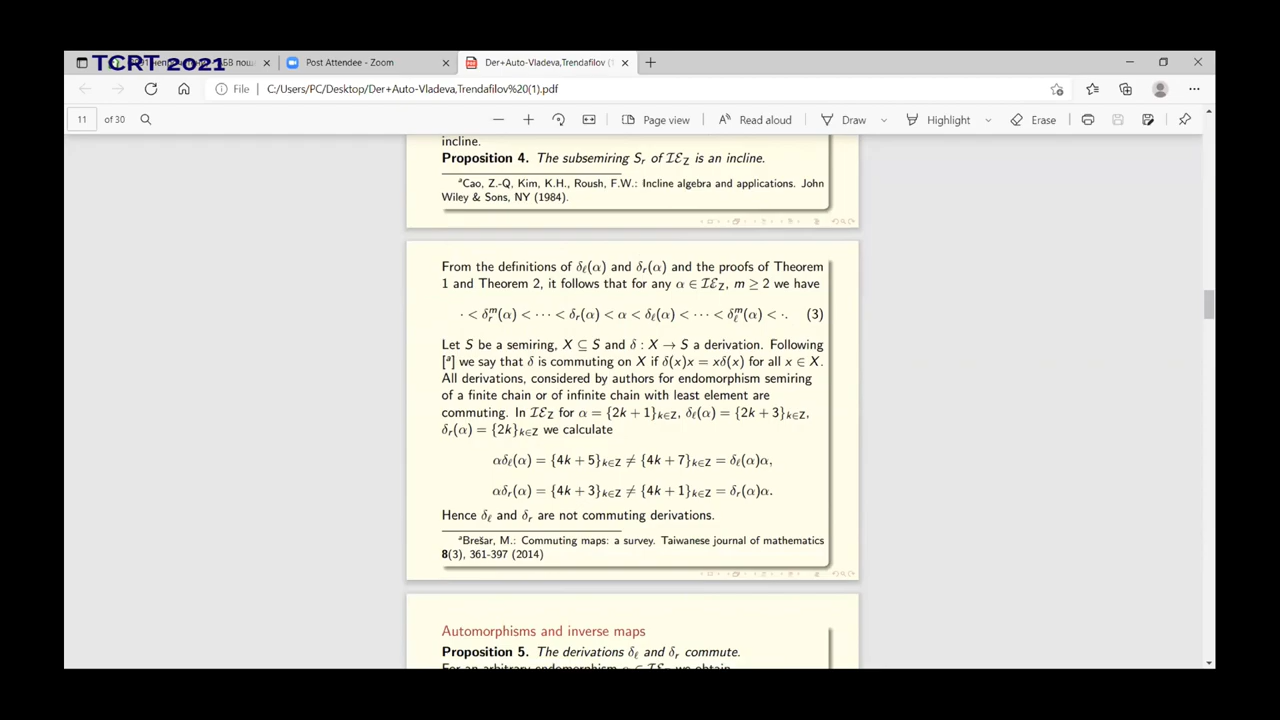 TCRT 2021
Post Attendee - Zoom
Der+Auto-Vladeva,Trendafilov (1
File
C:/Users/PC/Desktop/Der+Auto-Vladeva,Trendafilov%20(1).pdf
11 of 30
Page view
Read aloud
Draw
Highlight
Erase
incline.
Proposition 4. The subsemiring S_r of IE_Z is an incline.
ᵃCao, Z.-Q, Kim, K.H., Roush, F.W.: Incline algebra and applications. John
Wiley & Sons, NY (1984).
From the definitions of δ_ℓ(α) and δ_r(α) and the proofs of Theorem
1 and Theorem 2, it follows that for any α ∈ IE_Z, m ≥ 2 we have
· < δ_r^m(α) < ··· < δ_r(α) < α < δ_ℓ(α) < ··· < δ_ℓ^m(α) < ·. (3)
Let S be a semiring, X ⊆ S and δ : X → S a derivation. Following
[ᵃ] we say that δ is commuting on X if δ(x)x = xδ(x) for all x ∈ X.
All derivations, considered by authors for endomorphism semiring
of a finite chain or of infinite chain with least element are
commuting. In IE_Z for α = {2k + 1}_{k∈Z}, δ_ℓ(α) = {2k + 3}_{k∈Z},
δ_r(α) = {2k}_{k∈Z} we calculate
αδ_ℓ(α) = {4k + 5}_{k∈Z} ≠ {4k + 7}_{k∈Z} = δ_ℓ(α)α,
αδ_r(α) = {4k + 3}_{k∈Z} ≠ {4k + 1}_{k∈Z} = δ_r(α)α.
Hence δ_ℓ and δ_r are not commuting derivations.
ᵃBrešar, M.: Commuting maps: a survey. Taiwanese journal of mathematics
8(3), 361-397 (2014)
Automorphisms and inverse maps
Proposition 5. The derivations δ_ℓ and δ_r commute.
For an arbitrary endomorphism α ∈ IE_Z we obtain